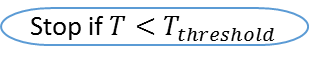 Stop if T < T_threshold